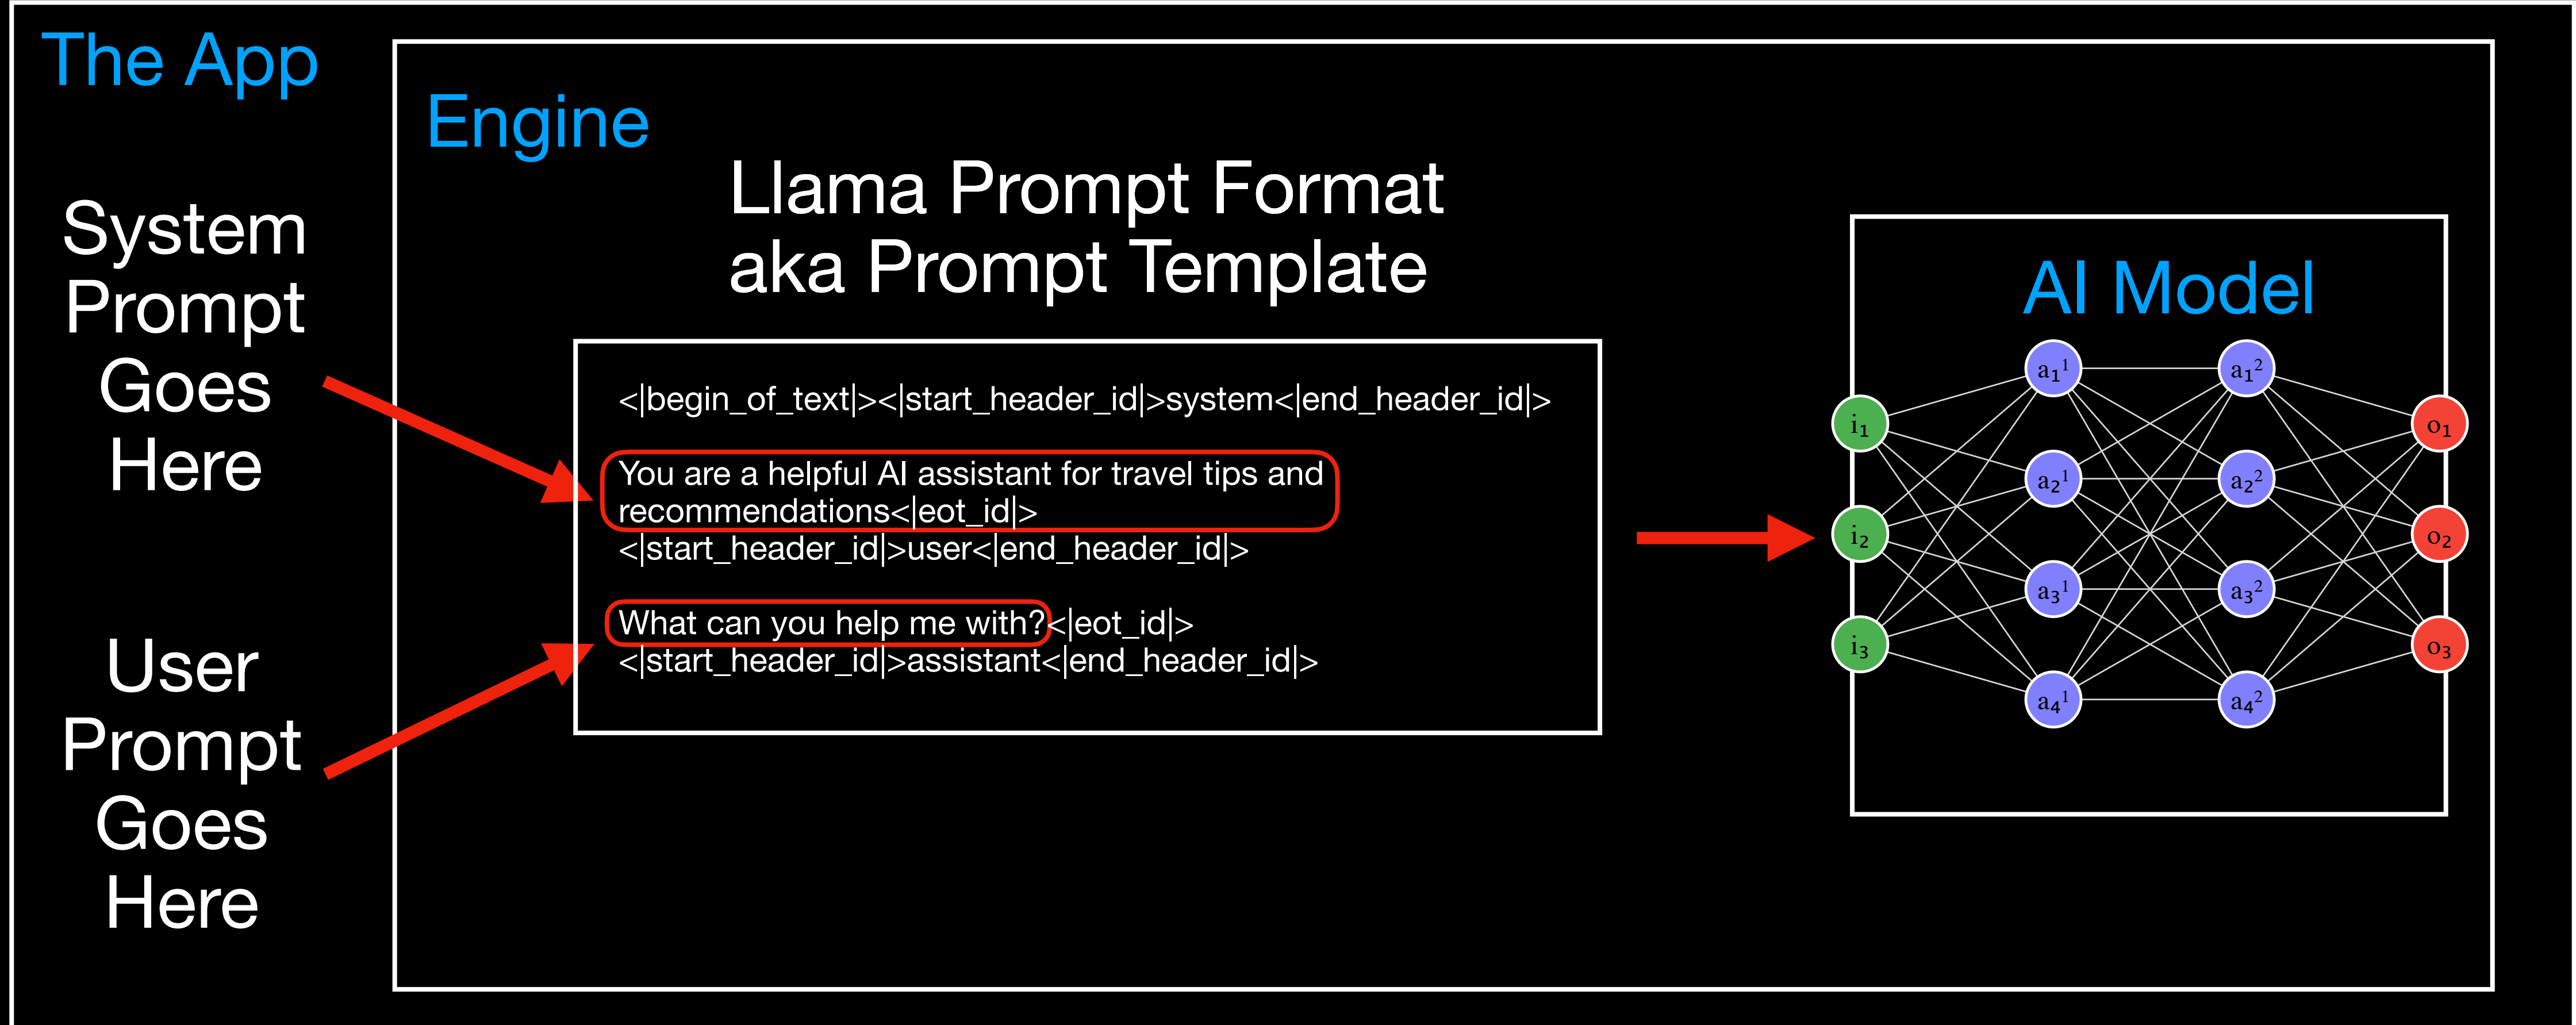 The App
Engine
System
Prompt
Goes
Here
User
Prompt
Goes
Here
Llama Prompt Format
aka Prompt Template
<|begin_of_text|><|start_header_id|>system<|end_header_id|>
You are a helpful AI assistant for travel tips and
recommendations<|eot_id|>
<|start_header_id|>user<|end_header_id|>
What can you help me with?<|eot_id|>
<|start_header_id|>assistant<|end_header_id|>
AI Model
a₁¹ a₁²
i₁ o₁
a₂¹ a₂²
i₂ o₂
a₃¹ a₃²
i₃ o₃
a₄¹ a₄²